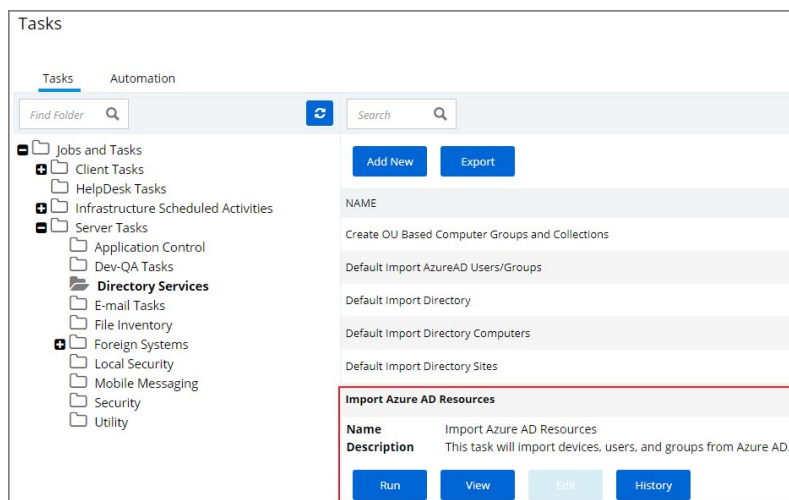 Tasks
Tasks Automation
Find Folder
Search
Jobs and Tasks
Client Tasks
HelpDesk Tasks
Infrastructure Scheduled Activities
Server Tasks
Application Control
Dev-QA Tasks
Directory Services
E-mail Tasks
File Inventory
Foreign Systems
Local Security
Mobile Messaging
Security
Utility
Add New Export
NAME
Create OU Based Computer Groups and Collections
Default Import AzureAD Users/Groups
Default Import Directory
Default Import Directory Computers
Default Import Directory Sites
Import Azure AD Resources
Name Import Azure AD Resources
Description This task will import devices, users, and groups from Azure AD.
Run View Edit History